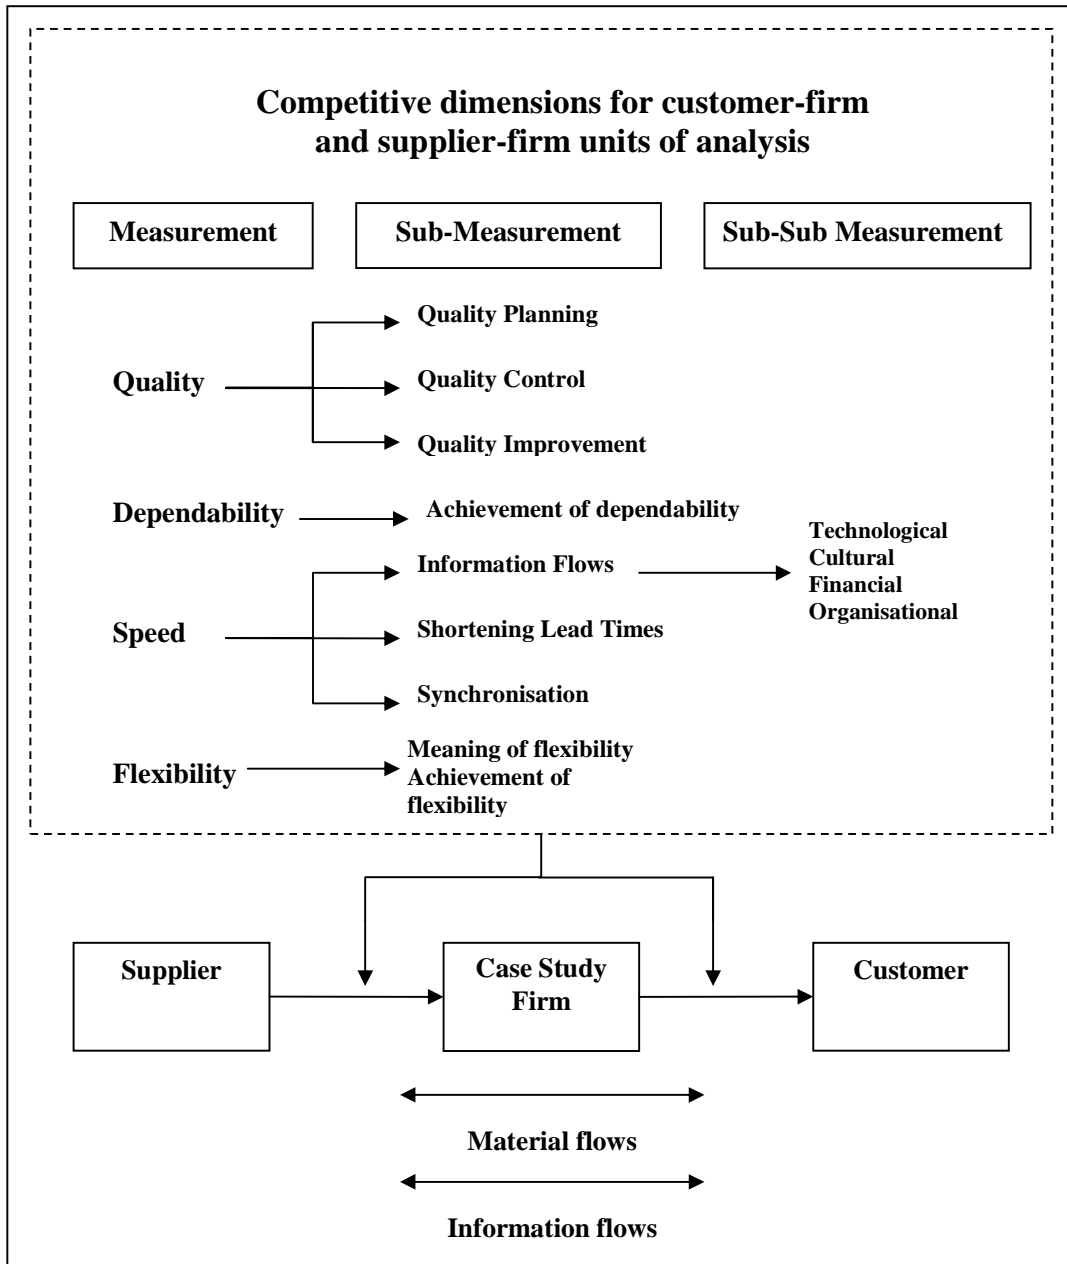 Competitive dimensions for customer-firm
and supplier-firm units of analysis
Measurement
Sub-Measurement
Sub-Sub Measurement
Quality
Quality Planning
Quality Control
Quality Improvement
Dependability
Achievement of dependability
Speed
Information Flows
Shortening Lead Times
Synchronisation
Technological
Cultural
Financial
Organisational
Flexibility
Meaning of flexibility
Achievement of
flexibility
Supplier
Case Study
Firm
Customer
Material flows
Information flows